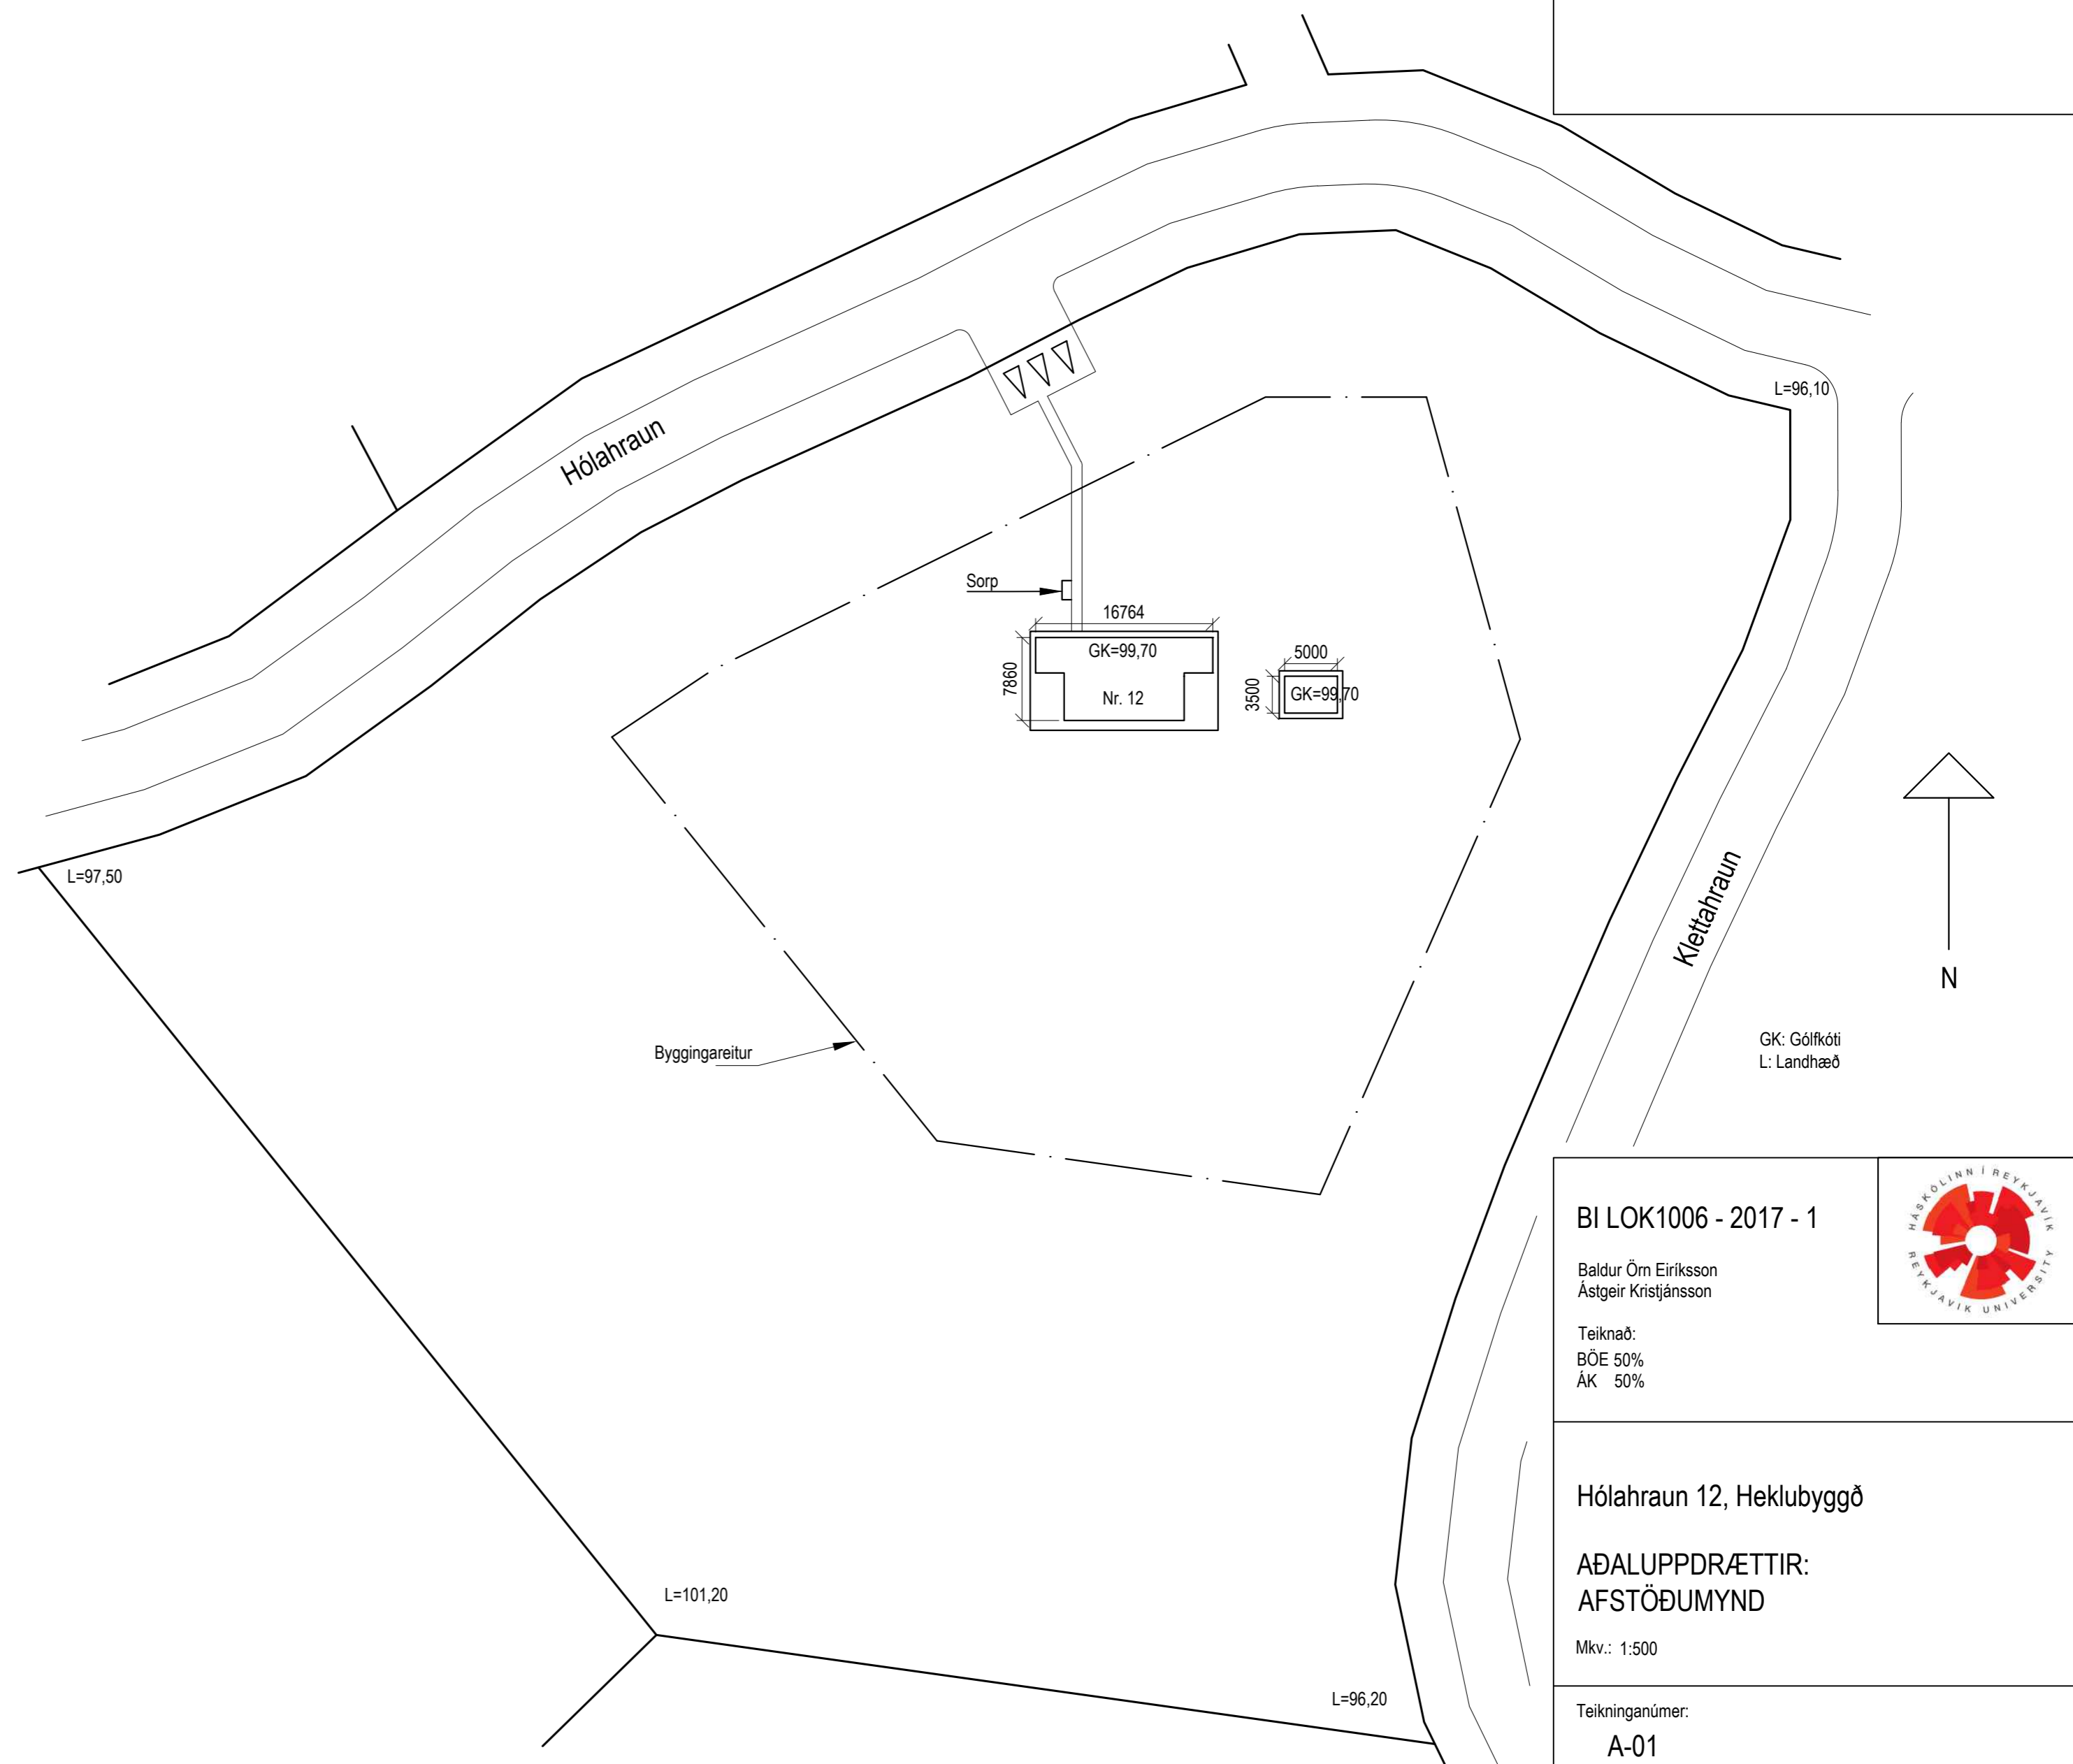 Hólahraun
L=96,10
Sorp
16764
GK=99,70
7860
Nr. 12
5000
3500
GK=99,70
L=97,50
Klettahraun
N
Byggingareitur
GK: Gólfkóti
L: Landhæð
BI LOK1006 - 2017 - 1
HÁSKÓLINN Í REYKJAVÍK
REYKJAVIK UNIVERSITY
Baldur Örn Eiríksson
Ástgeir Kristjánsson
Teiknað:
BÖE 50%
ÁK 50%
Hólahraun 12, Heklubyggð
AÐALUPPDRÆTTIR:
AFSTÖÐUMYND
Mkv.: 1:500
L=101,20
L=96,20
Teikninganúmer:
A-01